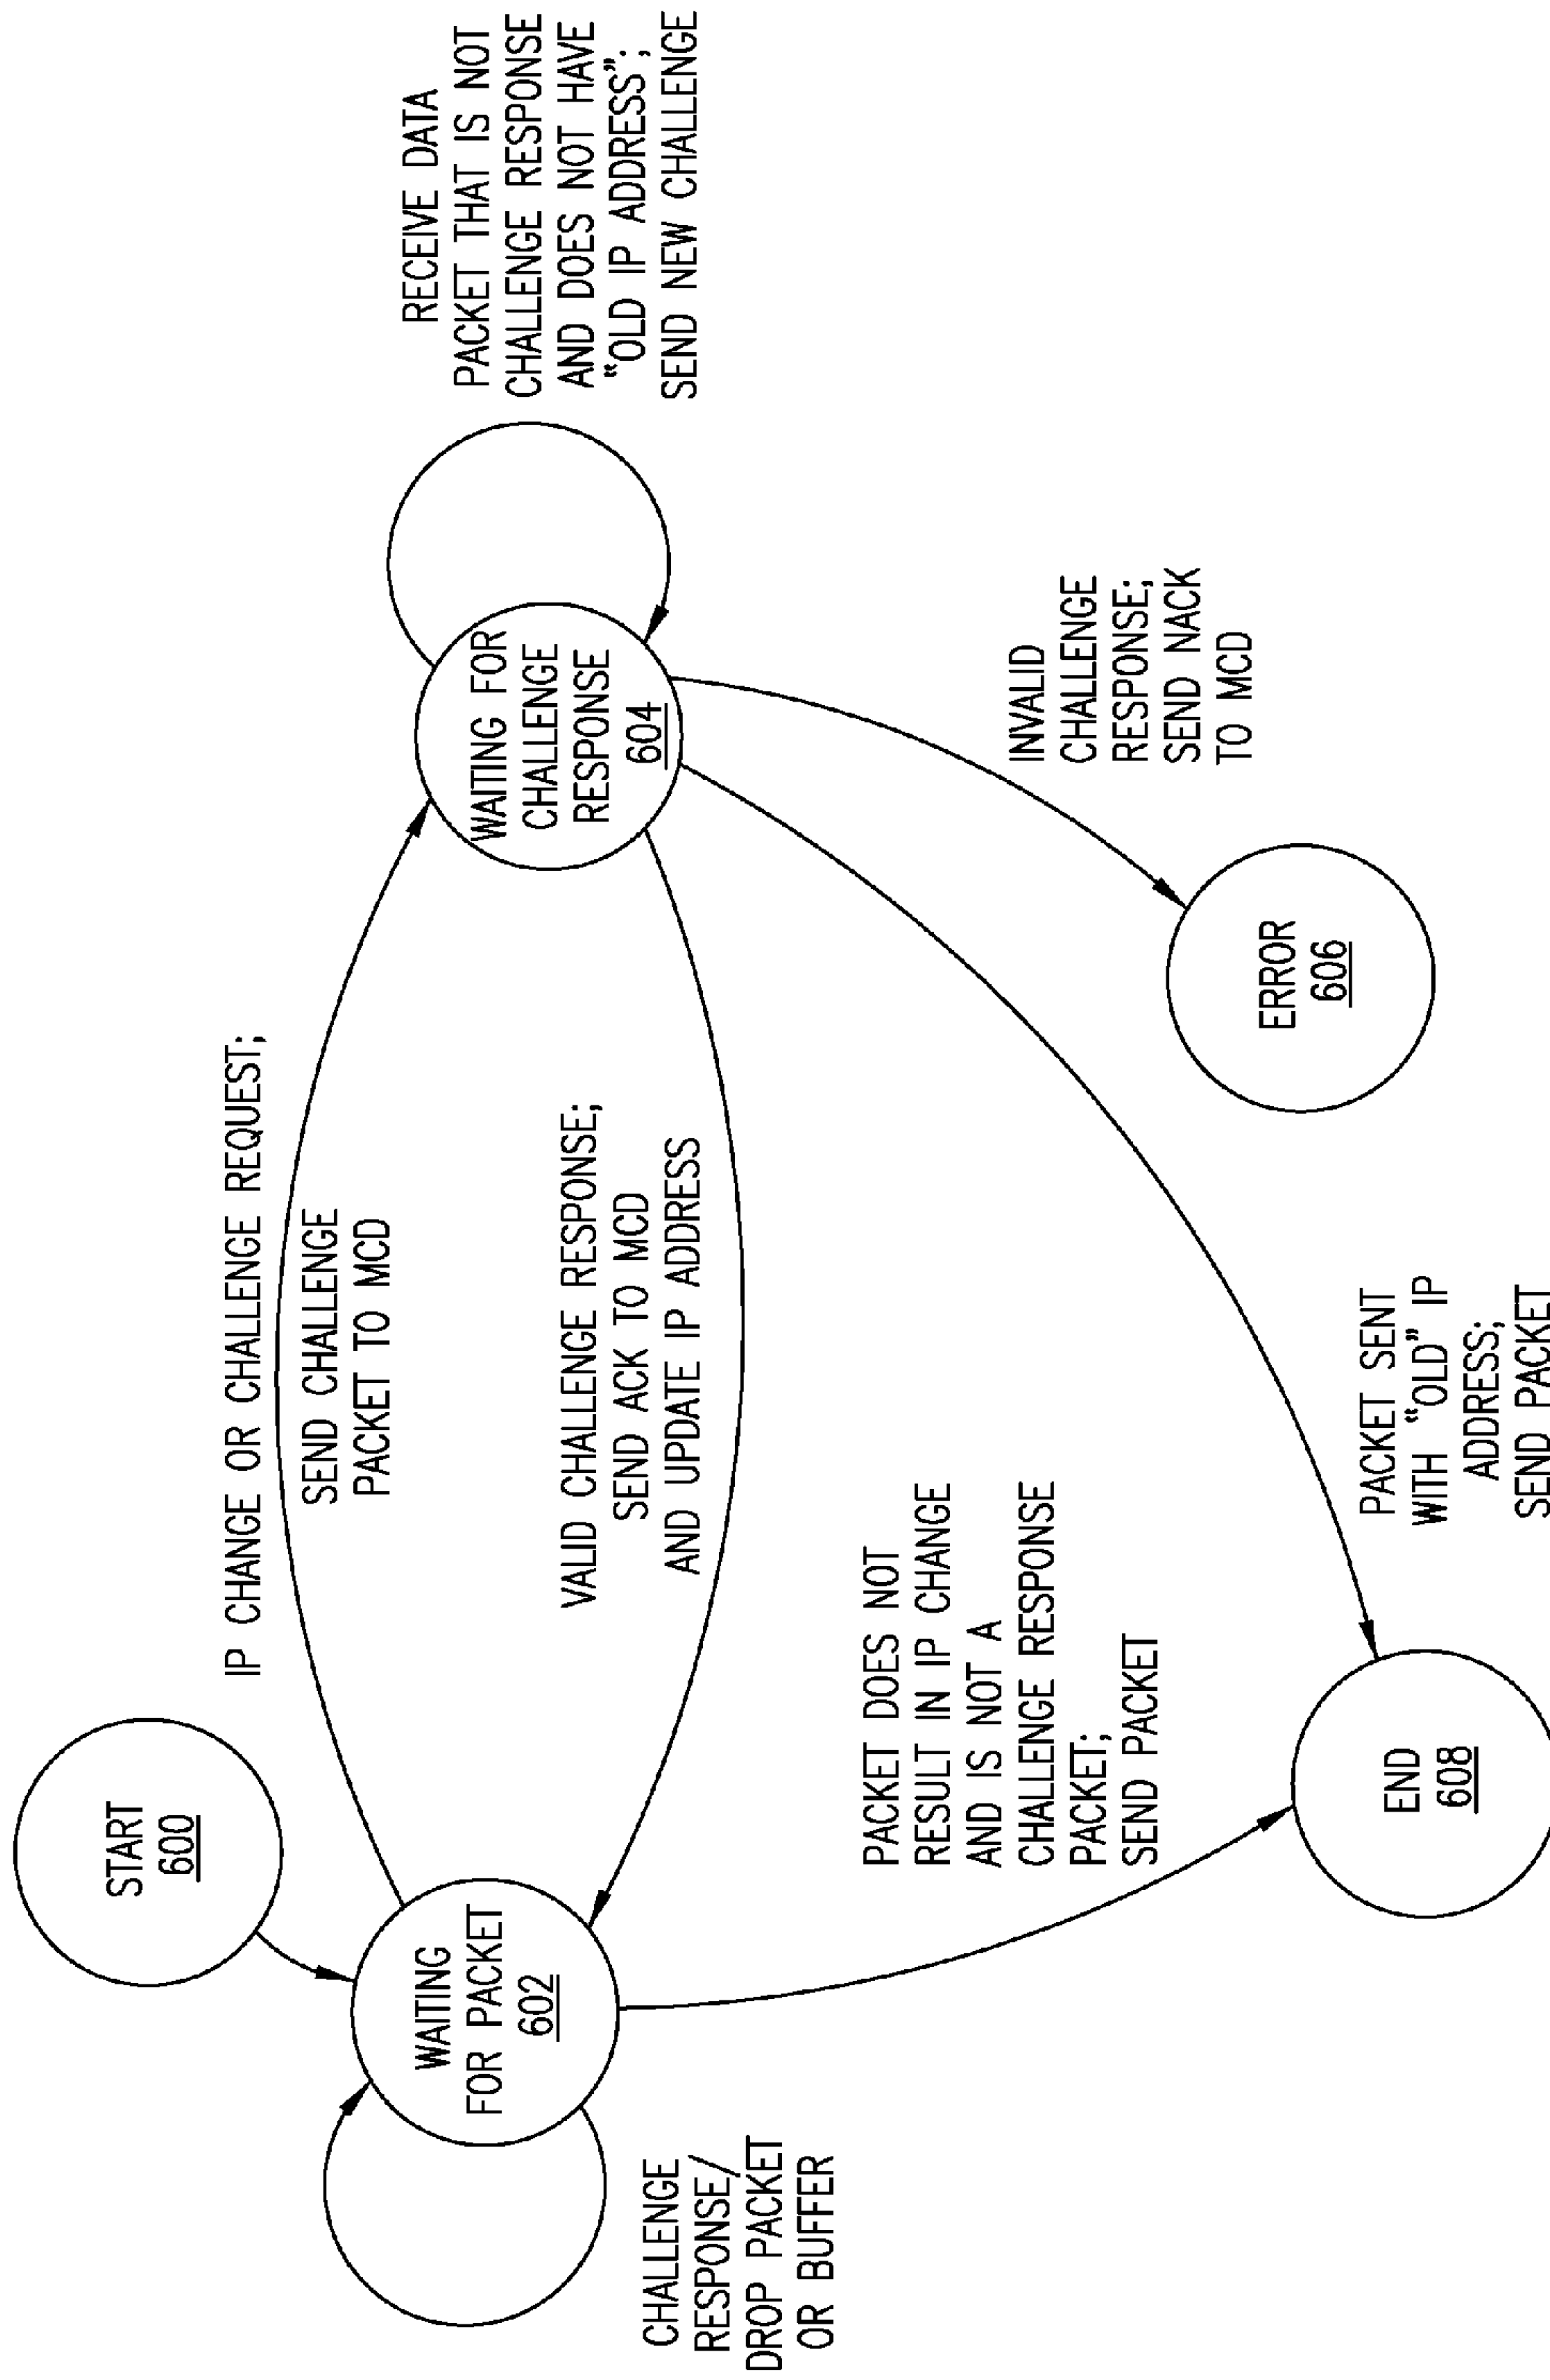 START
600
IP CHANGE OR CHALLENGE REQUEST;
SEND CHALLENGE
PACKET TO MCD
RECEIVE DATA
PACKET THAT IS NOT
CHALLENGE RESPONSE
AND DOES NOT HAVE
“OLD IP ADDRESS”;
SEND NEW CHALLENGE
WAITING
FOR PACKET
602
WAITING FOR
CHALLENGE
RESPONSE
604
VALID CHALLENGE RESPONSE;
SEND ACK TO MCD
AND UPDATE IP ADDRESS
CHALLENGE
RESPONSE/
DROP PACKET
OR BUFFER
PACKET DOES NOT
RESULT IN IP CHANGE
AND IS NOT A
CHALLENGE RESPONSE
PACKET;
SEND PACKET
INVALID
CHALLENGE
RESPONSE;
SEND NACK
TO MCD
ERROR
606
END
608
PACKET SENT
WITH “OLD” IP
ADDRESS;
SEND PACKET